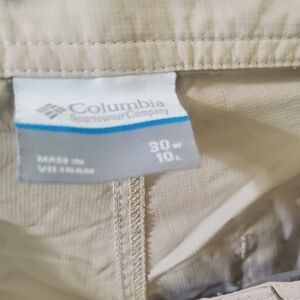 Columbia
Sportswear Company
MADE IN
VIETNAM
30W
10L